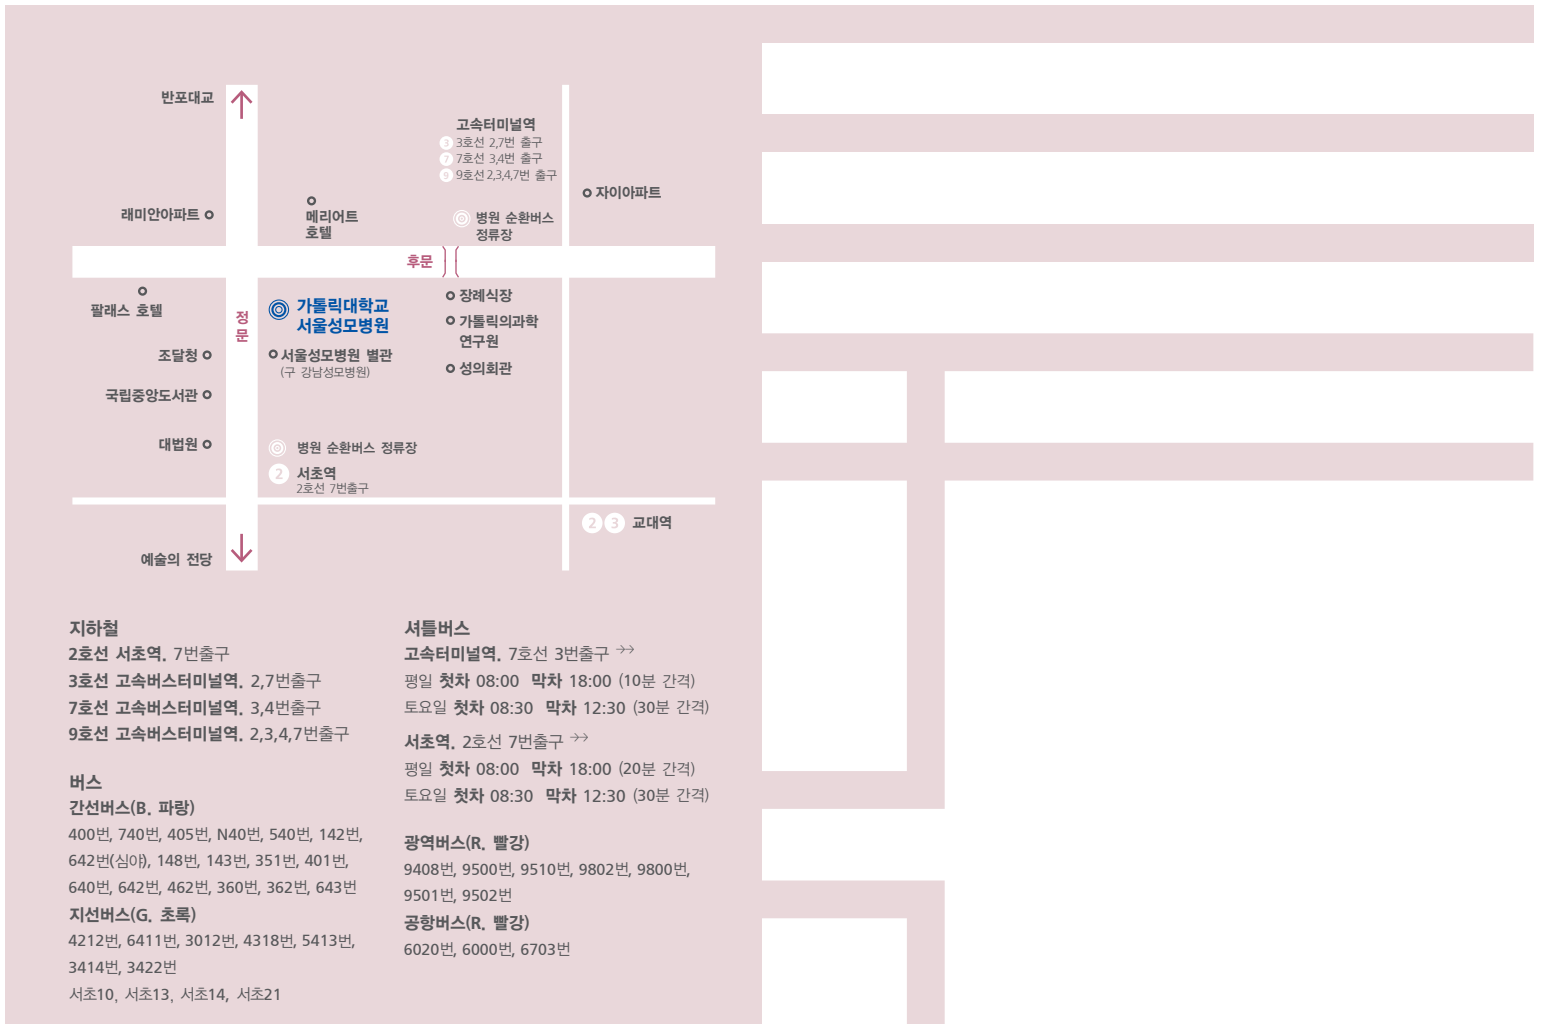 반포대교
고속터미널역
3 3호선 2,7번 출구
7 7호선 3,4번 출구
9 9호선 2,3,4,7번 출구
자이아파트
래미안아파트
메리어트
호텔
병원 순환버스
정류장
후문
팔래스 호텔
정문
가톨릭대학교
서울성모병원
장례식장
가톨릭의과학
연구원
조달청
서울성모병원 별관
(구 강남성모병원)
성의회관
국립중앙도서관
대법원
병원 순환버스 정류장
2 서초역
2호선 7번출구
2 3 교대역
예술의 전당
지하철
2호선 서초역. 7번출구
3호선 고속버스터미널역. 2,7번출구
7호선 고속버스터미널역. 3,4번출구
9호선 고속버스터미널역. 2,3,4,7번출구
버스
간선버스(B. 파랑)
400번, 740번, 405번, N40번, 540번, 142번,
642번(심야), 148번, 143번, 351번, 401번,
640번, 642번, 462번, 360번, 362번, 643번
지선버스(G. 초록)
4212번, 6411번, 3012번, 4318번, 5413번,
3414번, 3422번
서초10, 서초13, 서초14, 서초21
셔틀버스
고속터미널역. 7호선 3번출구
평일 첫차 08:00 막차 18:00 (10분 간격)
토요일 첫차 08:30 막차 12:30 (30분 간격)
서초역. 2호선 7번출구
평일 첫차 08:00 막차 18:00 (20분 간격)
토요일 첫차 08:30 막차 12:30 (30분 간격)
광역버스(R. 빨강)
9408번, 9500번, 9510번, 9802번, 9800번,
9501번, 9502번
공항버스(R. 빨강)
6020번, 6000번, 6703번